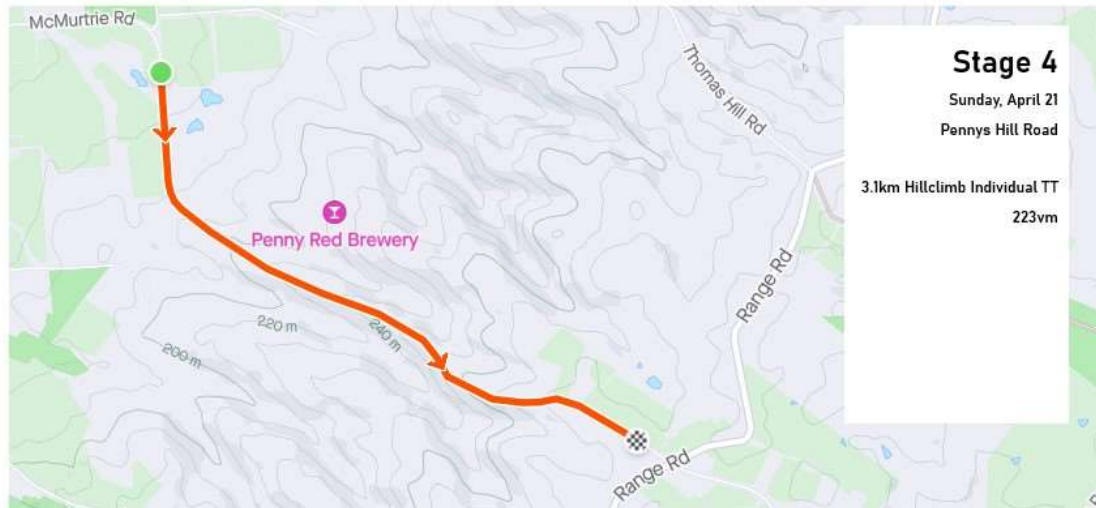 McMurtrie Rd
Thomas Hill Rd
Penny Red Brewery
Range Rd
220 m
240 m
200 m
Range Rd
Stage 4
Sunday, April 21
Pennys Hill Road
3.1km Hillclimb Individual TT
223vm